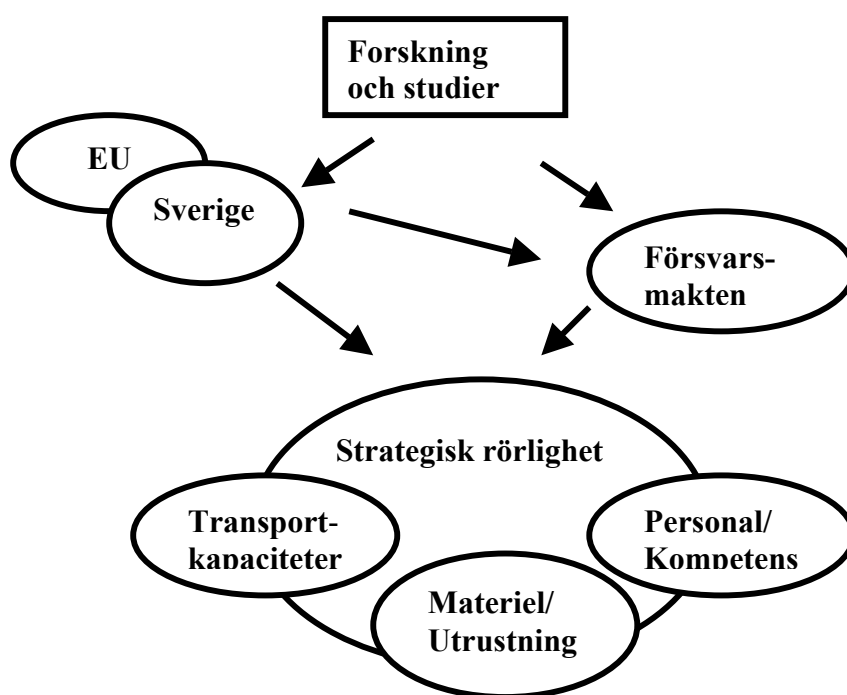 Forskning
och studier
EU
Sverige
Försvars-
makten
Strategisk rörlighet
Transport-
kapaciteter
Personal/
Kompetens
Materiel/
Utrustning